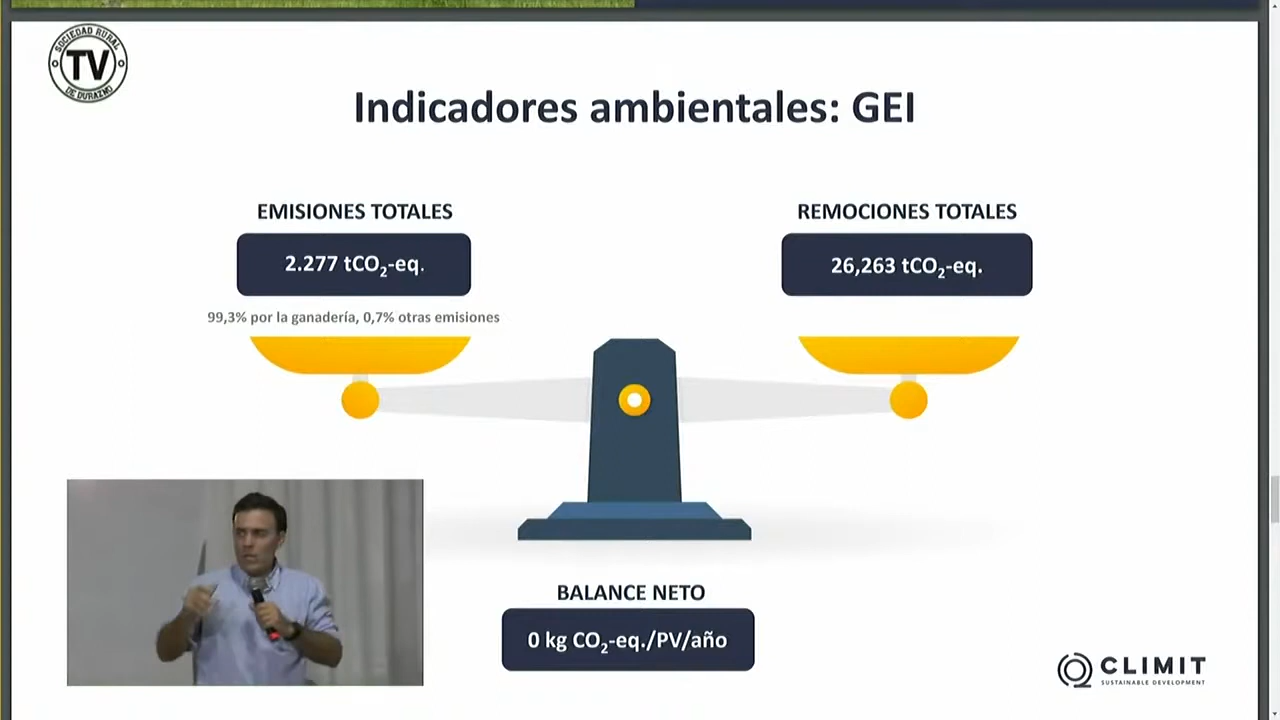 SOCIEDAD RURAL
TV
DE DURAZNO
Indicadores ambientales: GEI
EMISIONES TOTALES
REMOCIONES TOTALES
2.277 tCO₂-eq.
26,263 tCO₂-eq.
99,3% por la ganadería, 0,7% otras emisiones
BALANCE NETO
0 kg CO₂-eq./PV/año
CLIMIT
SUSTAINABLE DEVELOPMENT